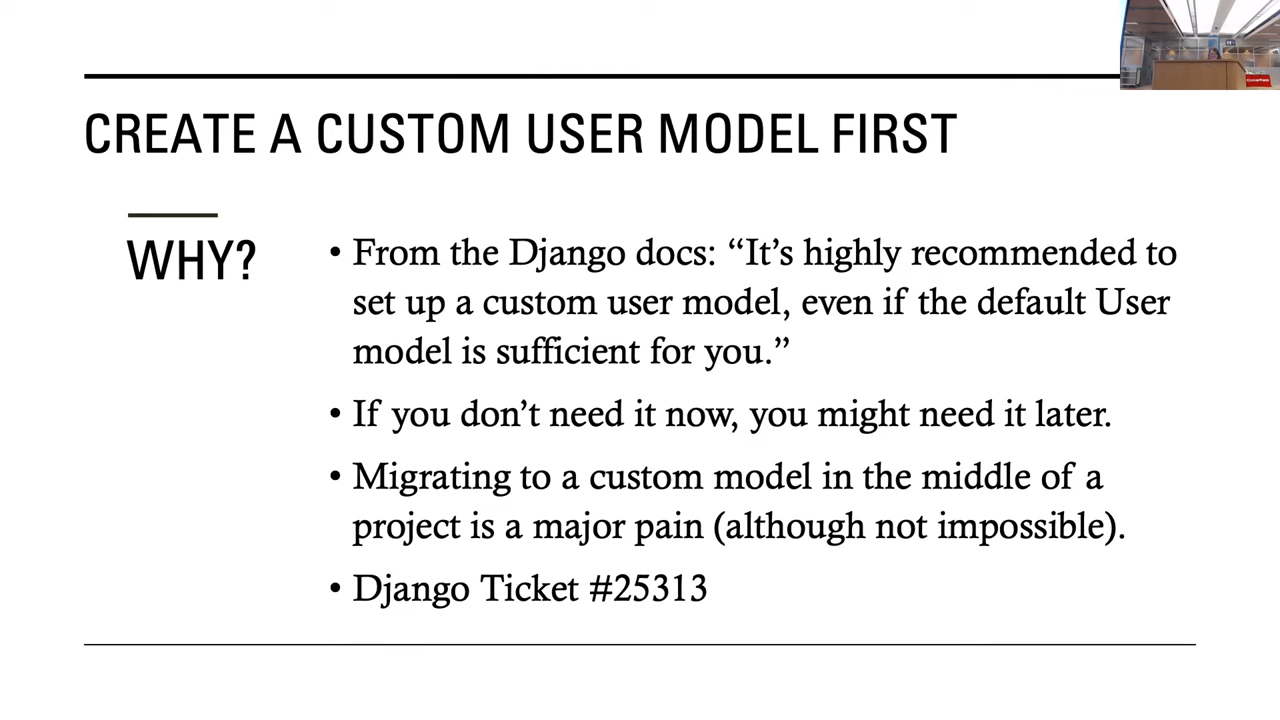 CREATE A CUSTOM USER MODEL FIRST
WHY?
• From the Django docs: “It’s highly recommended to
set up a custom user model, even if the default User
model is sufficient for you.”
• If you don’t need it now, you might need it later.
• Migrating to a custom model in the middle of a
project is a major pain (although not impossible).
• Django Ticket #25313